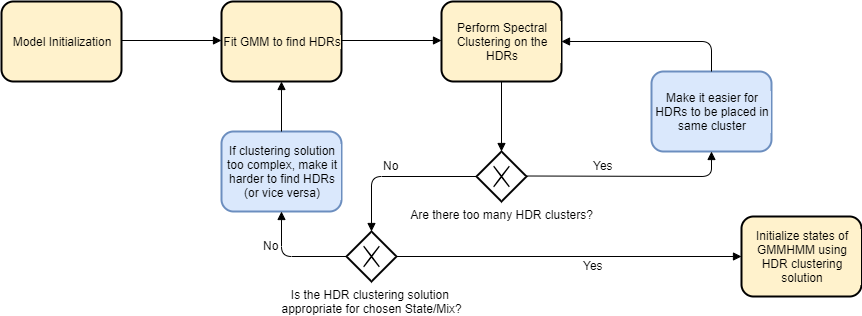 Model Initialization
Fit GMM to find HDRs
Perform Spectral
Clustering on the
HDRs
Make it easier for
HDRs to be placed in
same cluster
If clustering solution
too complex, make it
harder to find HDRs
(or vice versa)
No
Yes
X
Are there too many HDR clusters?
No
X
Yes
Initialize states of
GMMHMM using
HDR clustering
solution
Is the HDR clustering solution
appropriate for chosen State/Mix?